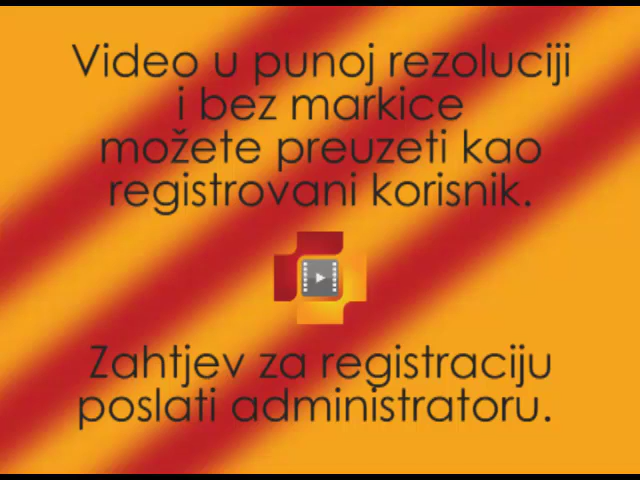 Video u punoj rezoluciji
i bez markice
možete preuzeti kao
registrovani korisnik.
Zahtjev za registraciju
poslati administratoru.